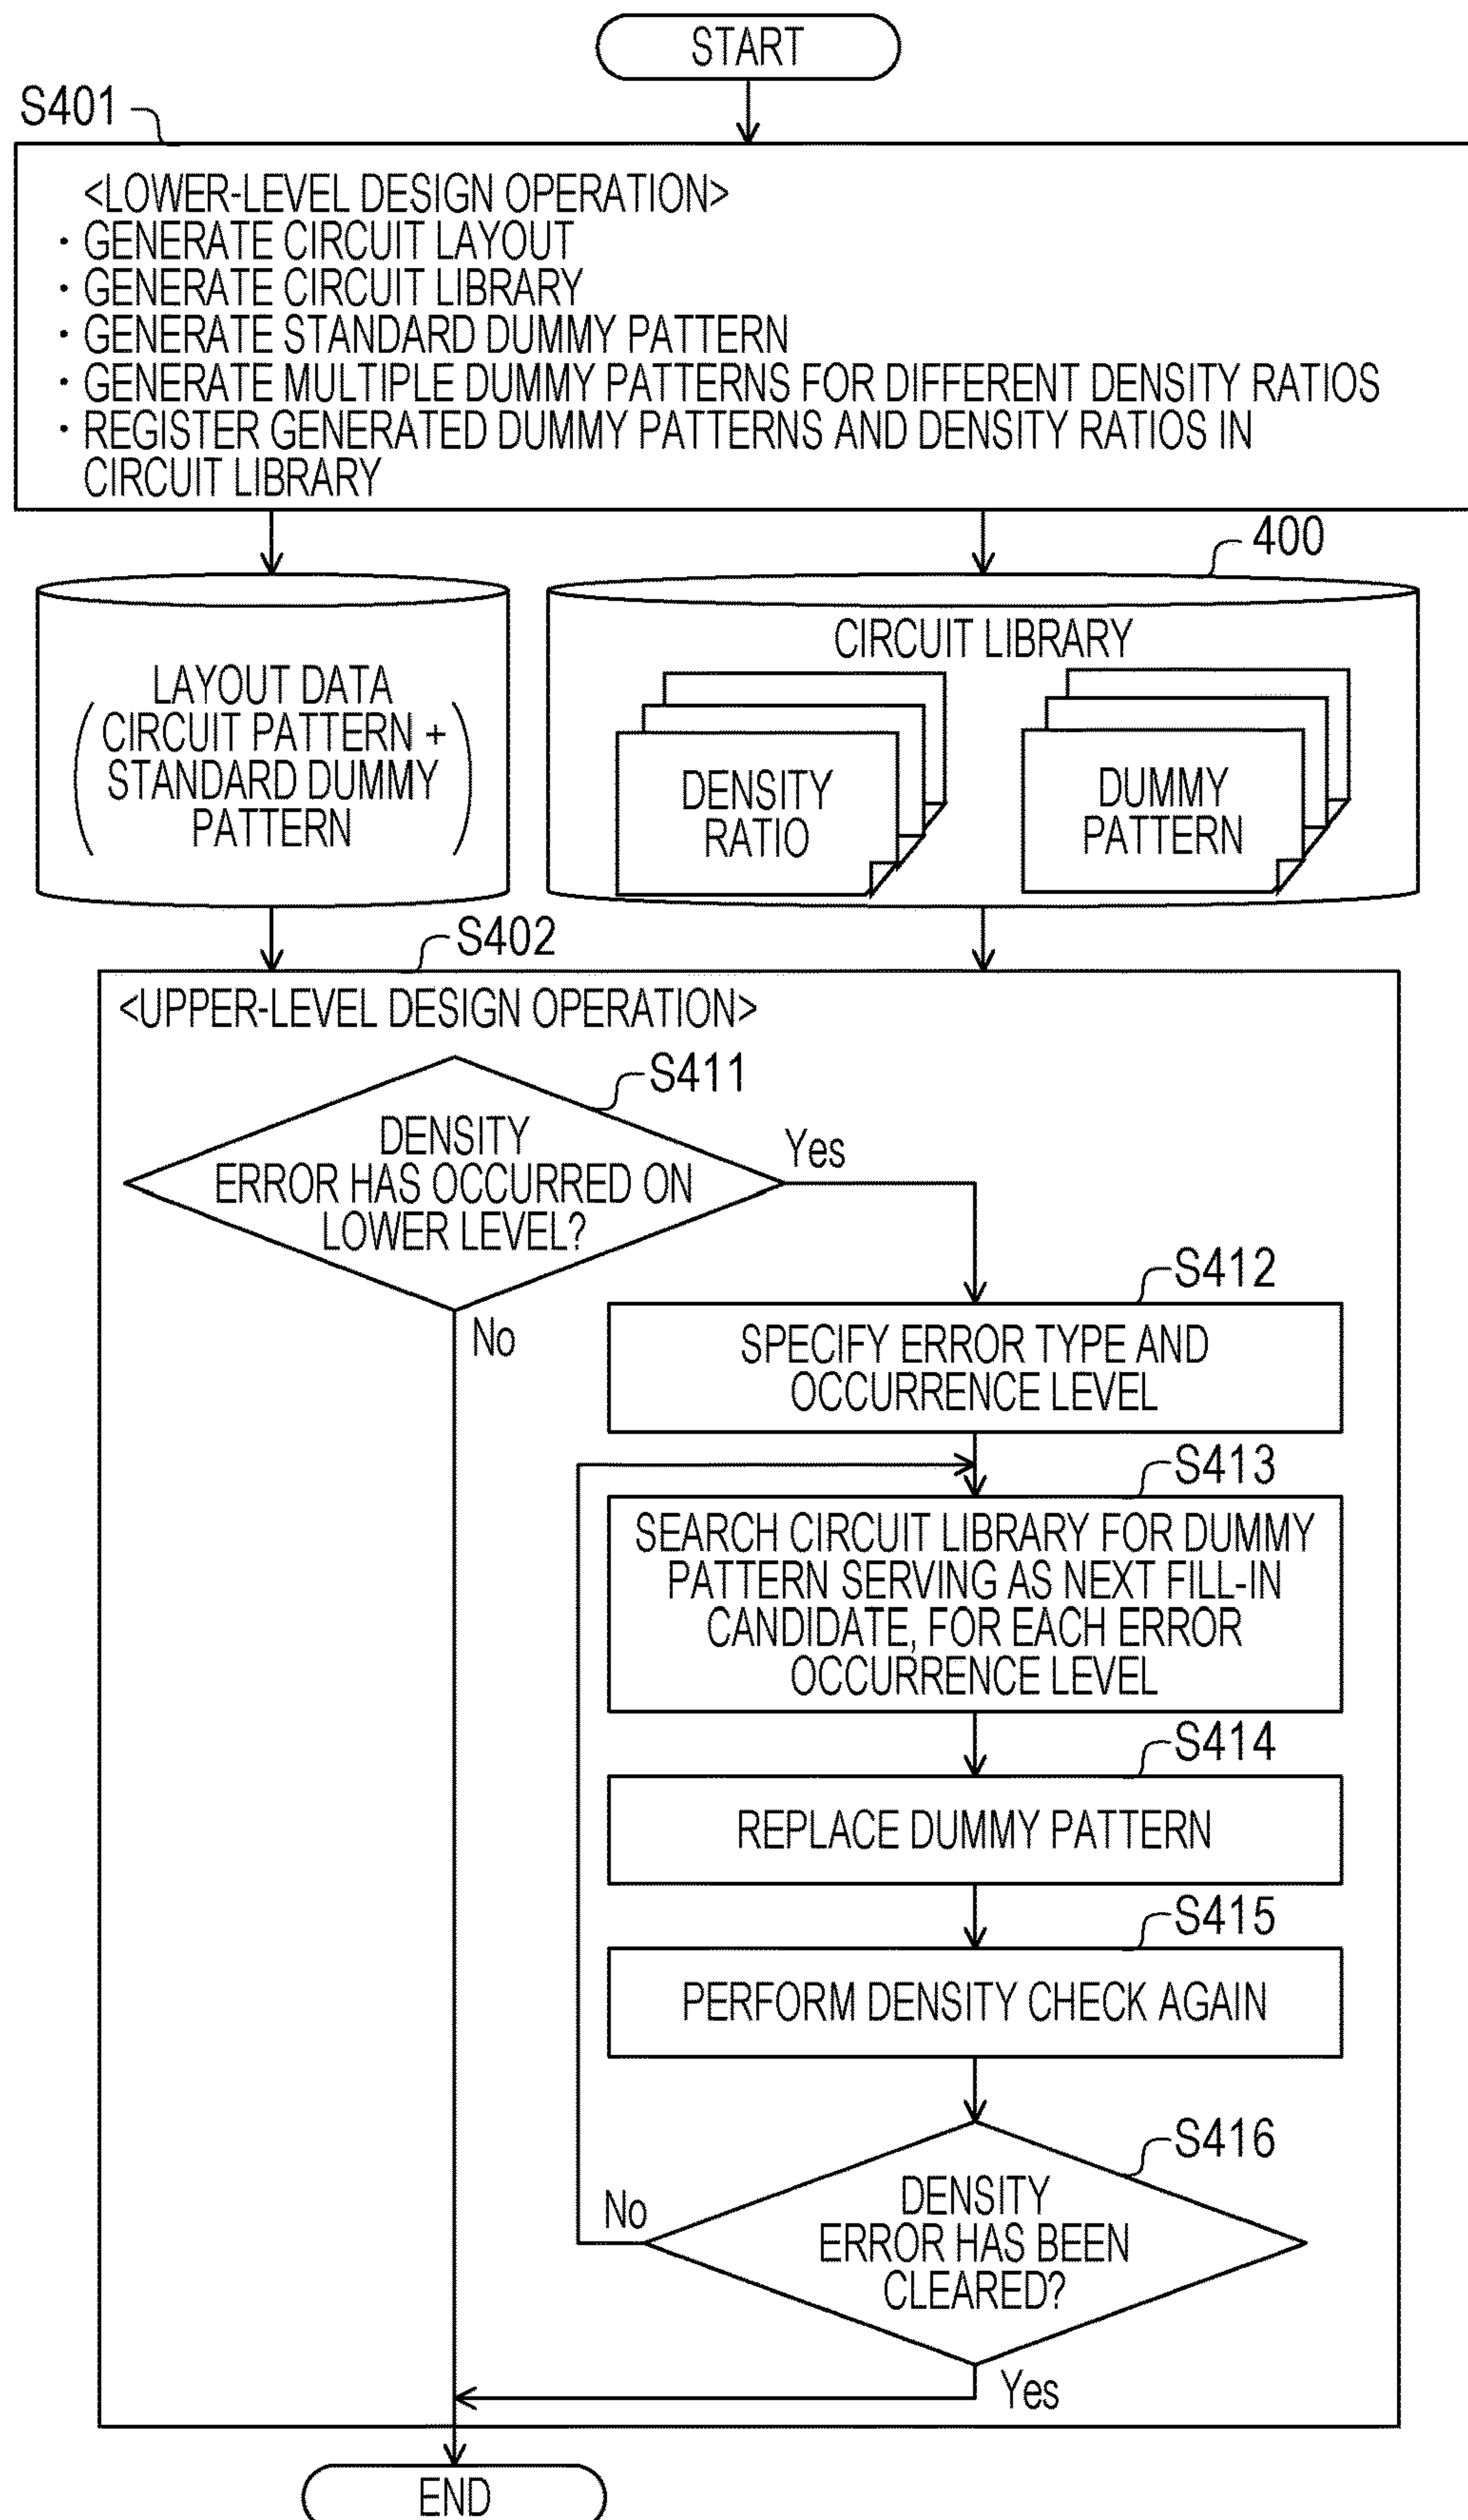 START
S401
<LOWER-LEVEL DESIGN OPERATION>
· GENERATE CIRCUIT LAYOUT
· GENERATE CIRCUIT LIBRARY
· GENERATE STANDARD DUMMY PATTERN
· GENERATE MULTIPLE DUMMY PATTERNS FOR DIFFERENT DENSITY RATIOS
· REGISTER GENERATED DUMMY PATTERNS AND DENSITY RATIOS IN
CIRCUIT LIBRARY
400
LAYOUT DATA
(CIRCUIT PATTERN +
STANDARD DUMMY
PATTERN)
CIRCUIT LIBRARY
DENSITY
RATIO
DUMMY
PATTERN
S402
<UPPER-LEVEL DESIGN OPERATION>
S411
DENSITY
ERROR HAS OCCURRED ON
LOWER LEVEL?
Yes
No
S412
SPECIFY ERROR TYPE AND
OCCURRENCE LEVEL
S413
SEARCH CIRCUIT LIBRARY FOR DUMMY
PATTERN SERVING AS NEXT FILL-IN
CANDIDATE, FOR EACH ERROR
OCCURRENCE LEVEL
S414
REPLACE DUMMY PATTERN
S415
PERFORM DENSITY CHECK AGAIN
S416
DENSITY
ERROR HAS BEEN
CLEARED?
No
Yes
END